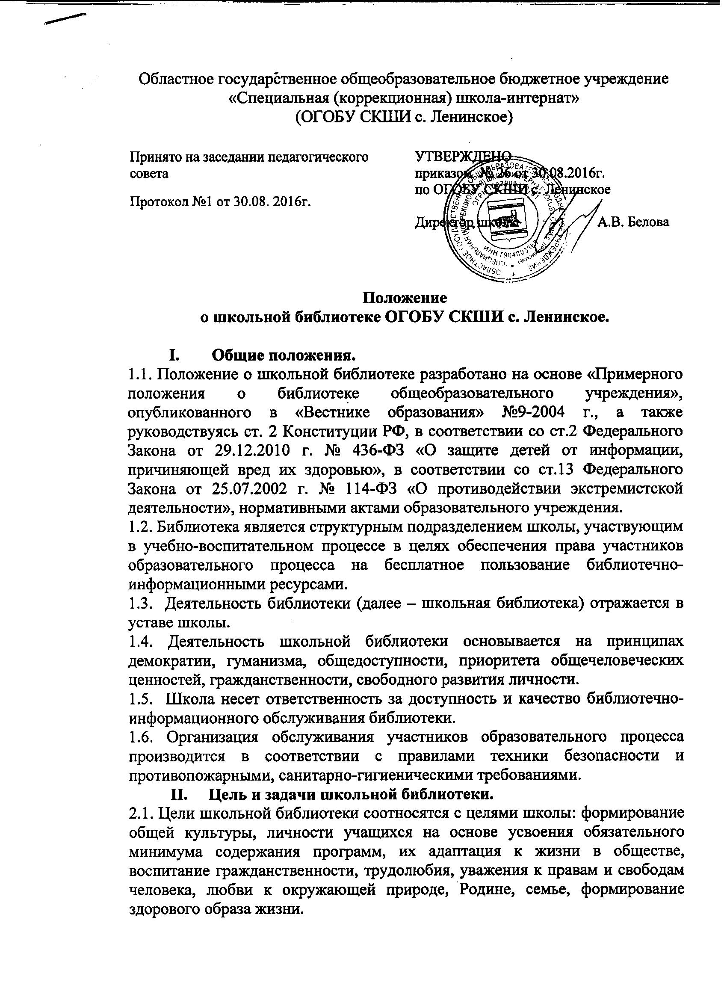 Областное государственное общеобразовательное бюджетное учреждение
«Специальная (коррекционная) школа-интернат»
(ОГОБУ СКШИ с. Ленинское)
Принято на заседании педагогического
совета
Протокол №1 от 30.08. 2016г.
УТВЕРЖДЕНО
приказом № 26 от 30.08.2016г.
по ОГОБУ СКШИ с. Ленинское
Директор школы А.В. Белова
ОБЛАСТНОЕ ГОСУДАРСТВЕННОЕ ОБЩЕОБРАЗОВАТЕЛЬНОЕ БЮДЖЕТНОЕ УЧРЕЖДЕНИЕ
ИНН 7904003368
Положение
о школьной библиотеке ОГОБУ СКШИ с. Ленинское.
I. Общие положения.
1.1. Положение о школьной библиотеке разработано на основе «Примерного
положения о библиотеке общеобразовательного учреждения»,
опубликованного в «Вестнике образования» №9-2004 г., а также
руководствуясь ст. 2 Конституции РФ, в соответствии со ст.2 Федерального
Закона от 29.12.2010 г. № 436-ФЗ «О защите детей от информации,
причиняющей вред их здоровью», в соответствии со ст.13 Федерального
Закона от 25.07.2002 г. № 114-ФЗ «О противодействии экстремистской
деятельности», нормативными актами образовательного учреждения.
1.2. Библиотека является структурным подразделением школы, участвующим
в учебно-воспитательном процессе в целях обеспечения права участников
образовательного процесса на бесплатное пользование библиотечно-
информационными ресурсами.
1.3. Деятельность библиотеки (далее – школьная библиотека) отражается в
уставе школы.
1.4. Деятельность школьной библиотеки основывается на принципах
демократии, гуманизма, общедоступности, приоритета общечеловеческих
ценностей, гражданственности, свободного развития личности.
1.5. Школа несет ответственность за доступность и качество библиотечно-
информационного обслуживания библиотеки.
1.6. Организация обслуживания участников образовательного процесса
производится в соответствии с правилами техники безопасности и
противопожарными, санитарно-гигиеническими требованиями.
II. Цель и задачи школьной библиотеки.
2.1. Цели школьной библиотеки соотносятся с целями школы: формирование
общей культуры, личности учащихся на основе усвоения обязательного
минимума содержания программ, их адаптация к жизни в обществе,
воспитание гражданственности, трудолюбия, уважения к правам и свободам
человека, любви к окружающей природе, Родине, семье, формирование
здорового образа жизни.